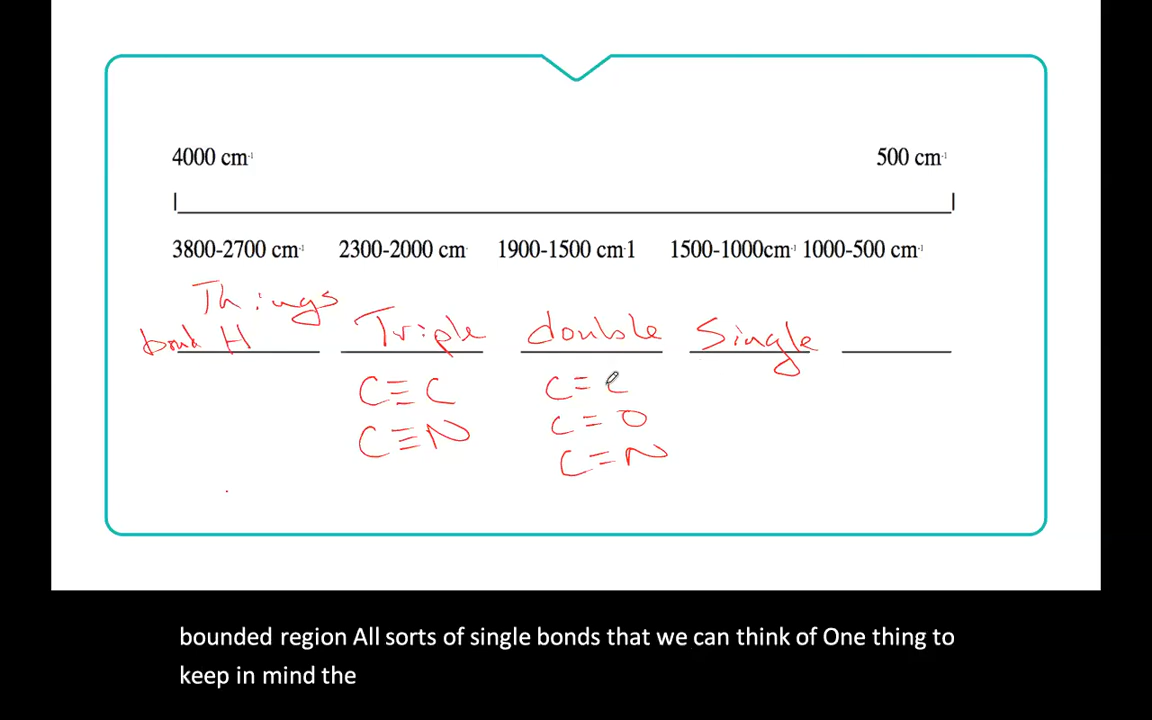 4000 cm-1 500 cm-1
3800-2700 cm-1 2300-2000 cm- 1900-1500 cm-1 1500-1000cm-1 1000-500 cm-1
Things
bond H Triple double Single
C≡C C=C
C≡N C=O
C=N
bounded region All sorts of single bonds that we can think of One thing to
keep in mind the